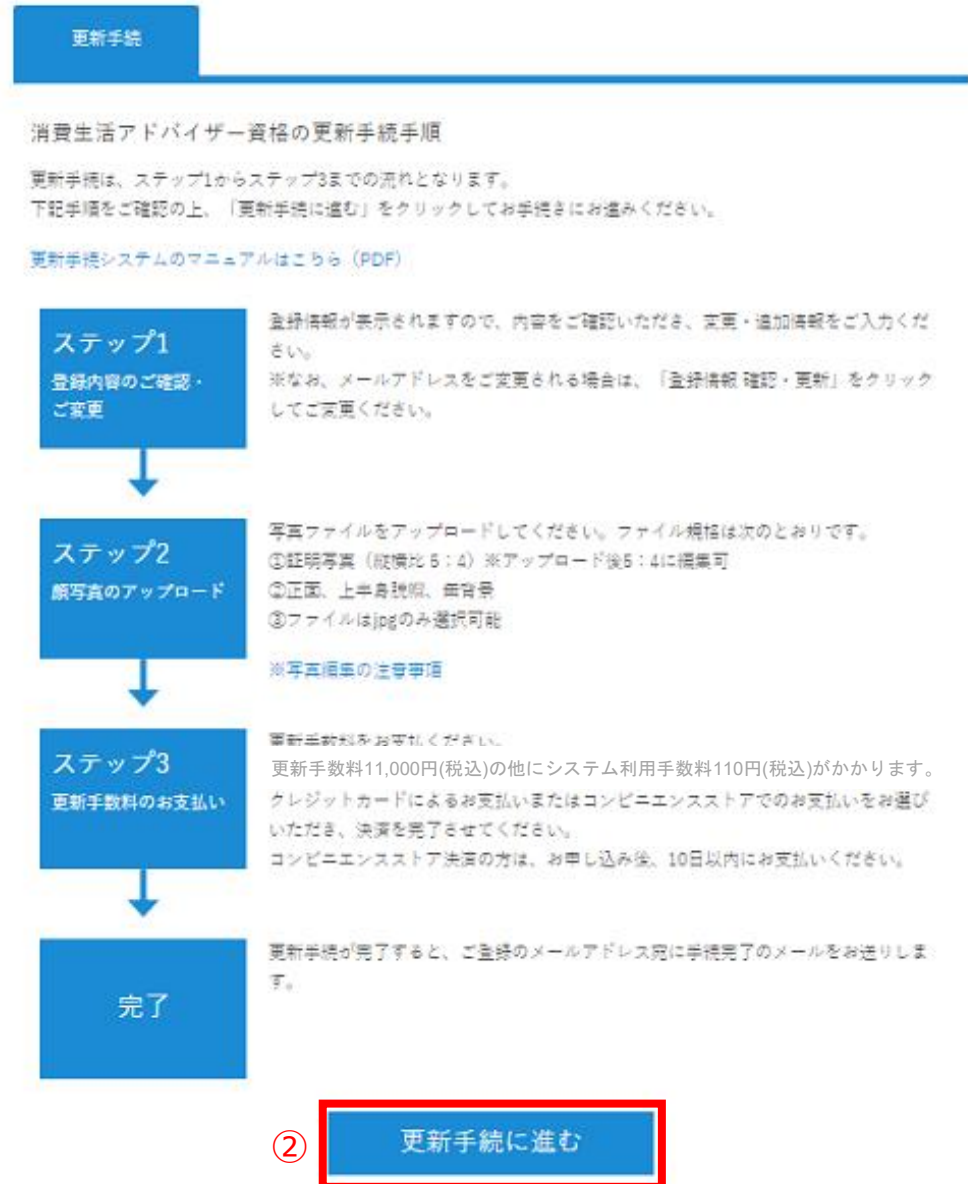 更新手続
消費生活アドバイザー資格の更新手続手順
更新手続は、ステップ1からステップ3までの流れとなります。
下記手順をご確認の上、「更新手続に進む」をクリックしてお手続きにお進みください。
更新手続システムのマニュアルはこちら（PDF）
ステップ1
登録内容のご確認・
ご変更
登録情報が表示されますので、内容をご確認いただき、変更・追加情報をご入力くだ
さい。
※なお、メールアドレスをご変更される場合は、「登録情報 確認・更新」をクリック
してご変更ください。
ステップ2
顔写真のアップロード
写真ファイルをアップロードしてください。ファイル規格は次のとおりです。
①証明写真（縦横比 5：4）※アップロード後5：4に編集可
②正面、上半身脱帽、無背景
③ファイルはjpgのみ選択可能
※写真編集の注意事項
ステップ3
更新手数料のお支払い
更新手数料をお支払ください。
更新手数料11,000円(税込)の他にシステム利用手数料110円(税込)がかかります。
クレジットカードによるお支払いまたはコンビニエンスストアでのお支払いをお選び
いただき、決済を完了させてください。
コンビニエンスストア決済の方は、お申し込み後、10日以内にお支払いください。
完了
更新手続が完了すると、ご登録のメールアドレス宛に手続完了のメールをお送りしま
す。
② 更新手続に進む